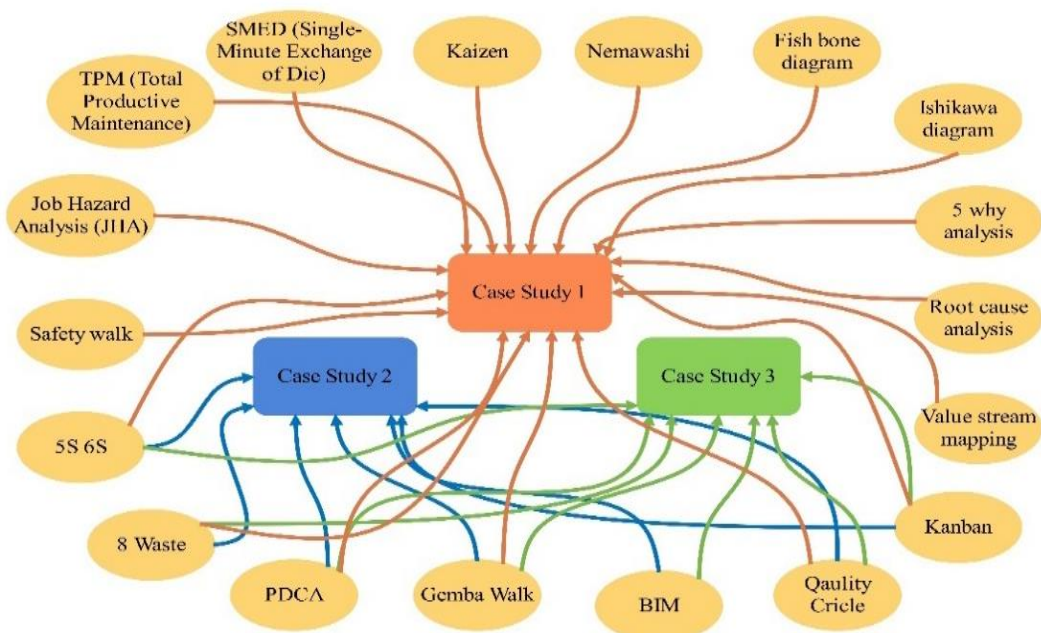 SMED (Single-
Minute Exchange
of Die)
Kaizen
Nemawashi
Fish bone
diagram
TPM (Total
Productive
Maintenance)
Ishikawa
diagram
Job Hazard
Analysis (JHA)
5 why
analysis
Case Study 1
Root cause
analysis
Safety walk
Case Study 2
Case Study 3
Value stream
mapping
5S 6S
Kanban
8 Waste
PDCA
Gemba Walk
BIM
Qaulity
Cricle